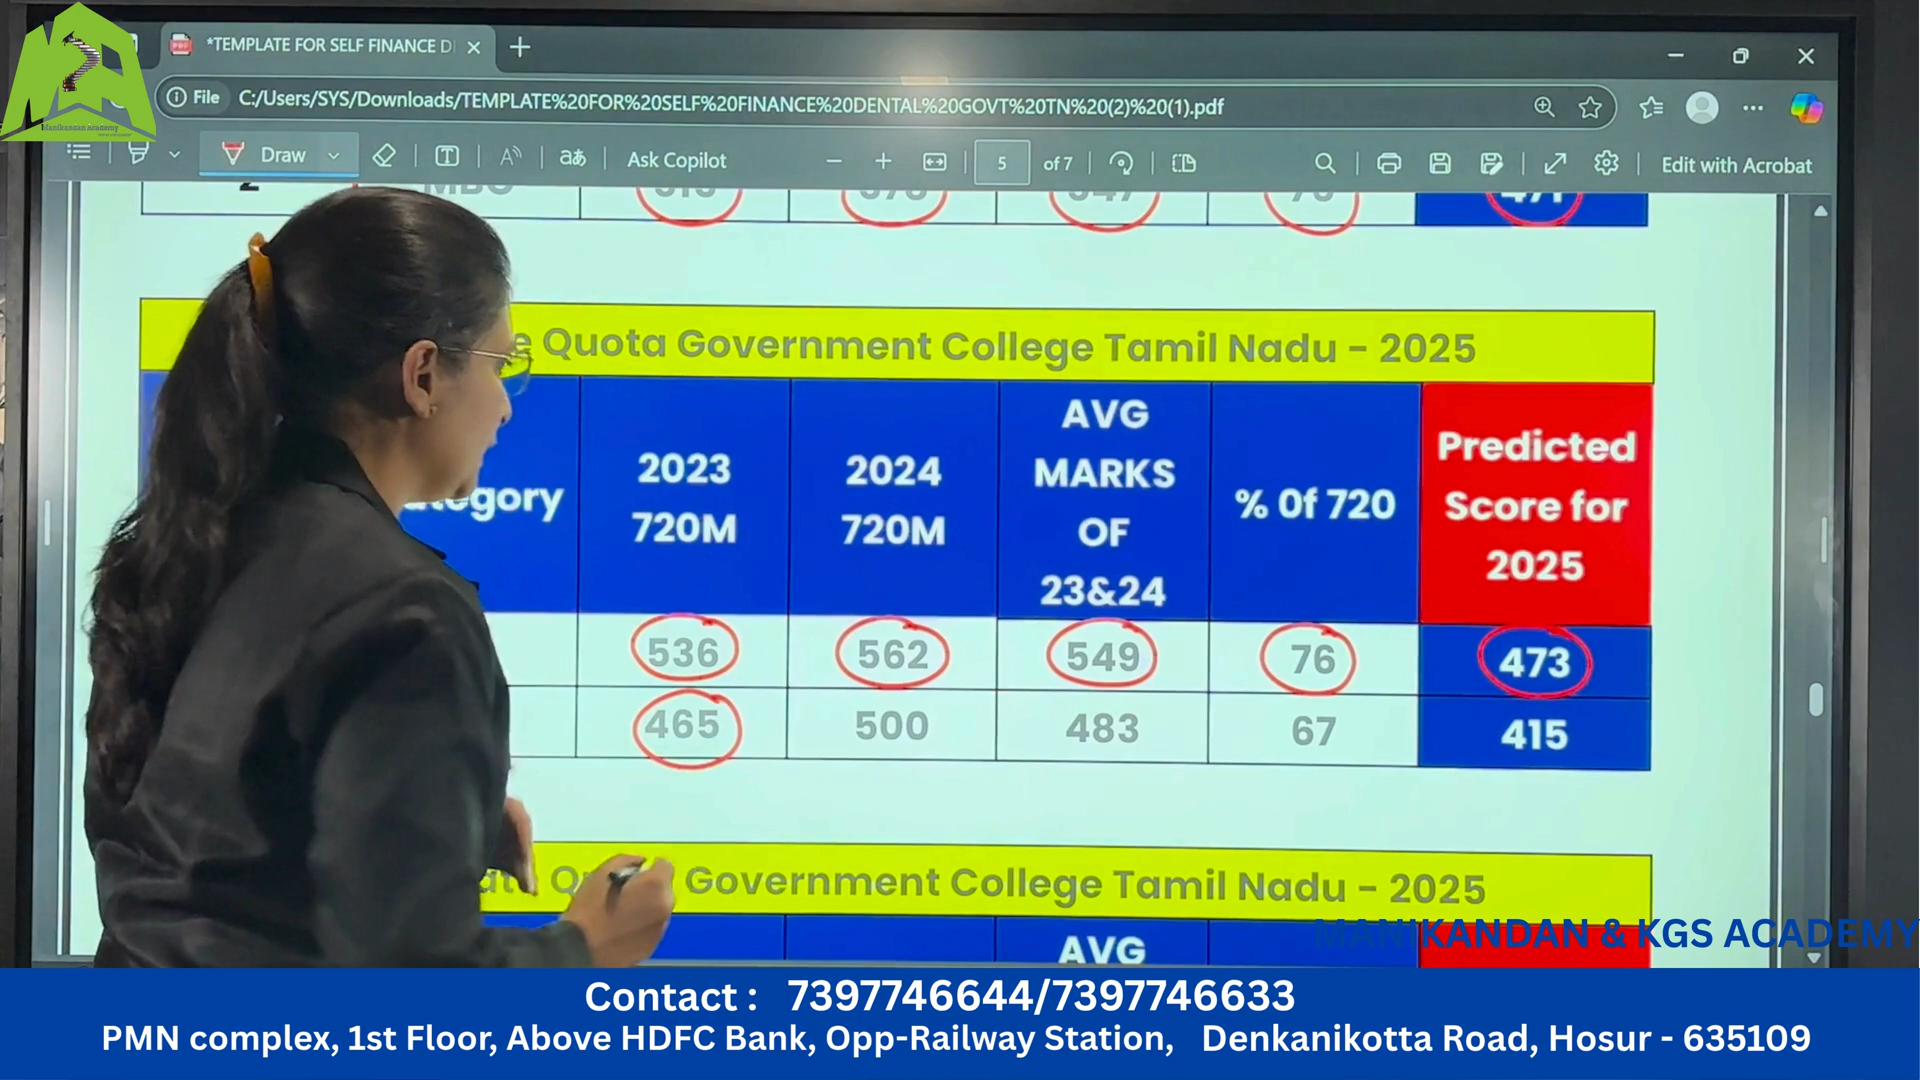 *TEMPLATE FOR SELF FINANCE D
File C:/Users/SYS/Downloads/TEMPLATE%20FOR%20SELF%20FINANCE%20DENTAL%20GOVT%20TN%20(2)%20(1).pdf
Draw
Ask Copilot
5 of 7
Edit with Acrobat
Manikandan Academy
Quota Government College Tamil Nadu - 2025
2023 720M
2024 720M
AVG MARKS OF 23&24
% Of 720
Predicted Score for 2025
536 562 549 76 473
465 500 483 67 415
Government College Tamil Nadu - 2025
AVG
MANIKANDAN & KGS ACADEMY
Contact : 7397746644/7397746633
PMN complex, 1st Floor, Above HDFC Bank, Opp-Railway Station, Denkanikotta Road, Hosur - 635109